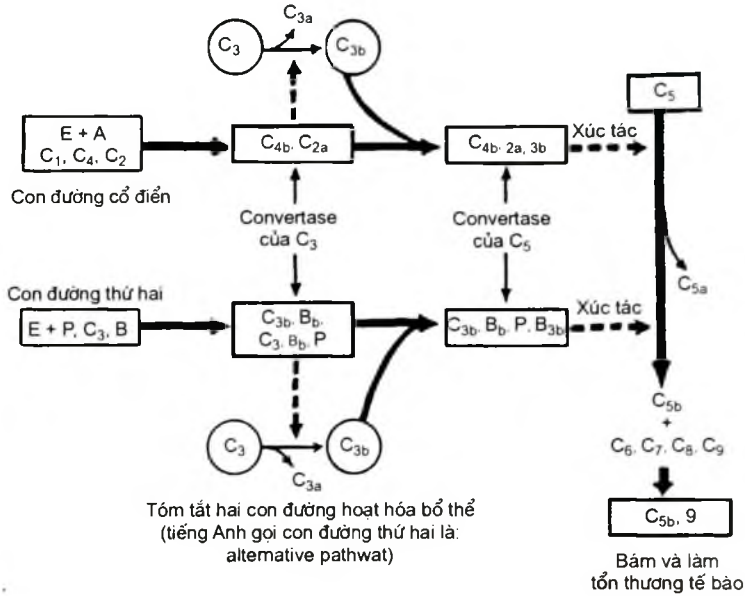 C₃ₐ
C₃
C₃b
C₅
E + A
C₁, C₄, C₂
C₄b. C₂ₐ
C₄b. 2a, 3b
Xúc tác
Con đường cổ điển
Convertase
của C₃
Convertase
của C₅
C₅ₐ
Con đường thứ hai
E + P, C₃, B
C₃b. Bb.
C₃. Bb. P
C₃b. Bb. P. B₃b
Xúc tác
C₃
C₃b
C₃ₐ
C₅b
+
C₆. C₇. C₈. C₉
C₅b, 9
Tóm tắt hai con đường hoạt hóa bổ thể
(tiếng Anh gọi con đường thứ hai là:
alternative pathwat)
Bám và làm
tổn thương tế bào